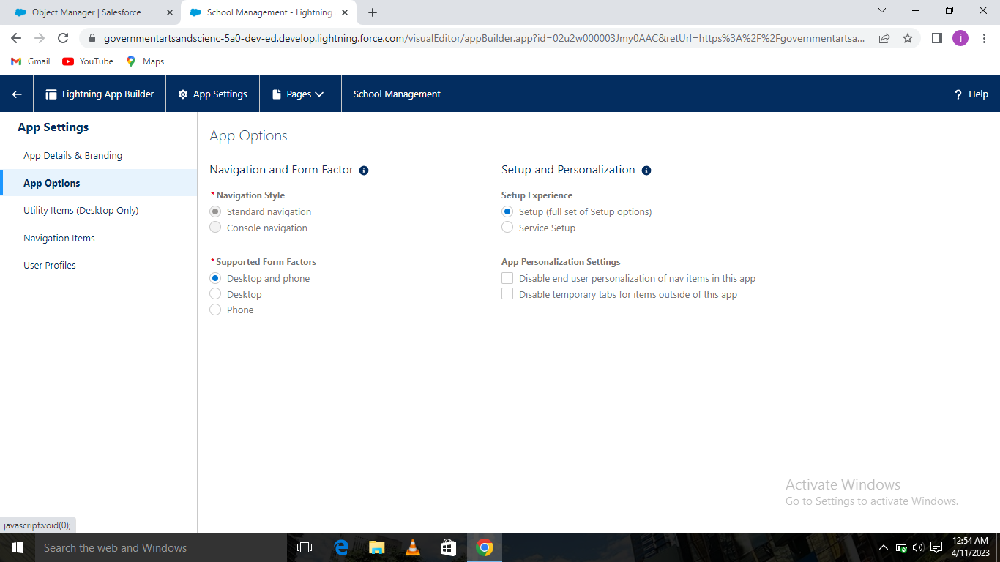 Object Manager | Salesforce
School Management - Lightning
governmentartsandscienc-5a0-dev-ed.develop.lightning.force.com/visualEditor/appBuilder.app?id=02u2w000003Jmy0AAC&retUrl=https%3A%2F%2Fgovernmentartsa...
j
Gmail
YouTube
Maps
Lightning App Builder
App Settings
Pages
School Management
? Help
App Settings
App Details & Branding
App Options
Utility Items (Desktop Only)
Navigation Items
User Profiles
App Options
Navigation and Form Factor
*Navigation Style
Standard navigation
Console navigation
*Supported Form Factors
Desktop and phone
Desktop
Phone
Setup and Personalization
Setup Experience
Setup (full set of Setup options)
Service Setup
App Personalization Settings
Disable end user personalization of nav items in this app
Disable temporary tabs for items outside of this app
Activate Windows
Go to Settings to activate Windows.
javascript:void(0);
Search the web and Windows
12:54 AM
4/11/2023